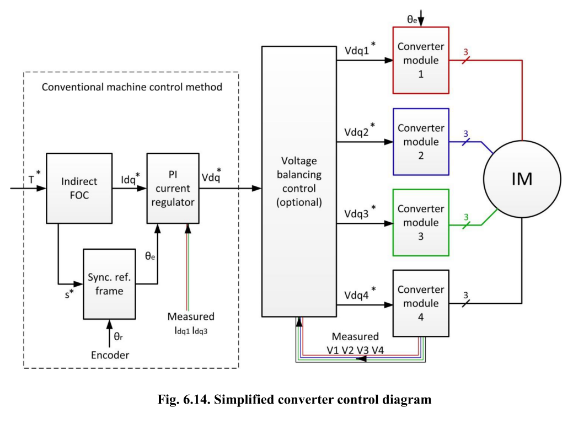 Conventional machine control method
T*
Indirect
FOC
Idq*
PI
current
regulator
Vdq*
s*
Sync. ref.
frame
θe
θr
Encoder
Measured
Idq1 Idq3
Voltage
balancing
control
(optional)
Vdq1*
Vdq2*
Vdq3*
Vdq4*
θe
Converter
module
1
3
Converter
module
2
3
Converter
module
3
3
Converter
module
4
3
IM
Measured
V1 V2 V3 V4
Fig. 6.14. Simplified converter control diagram